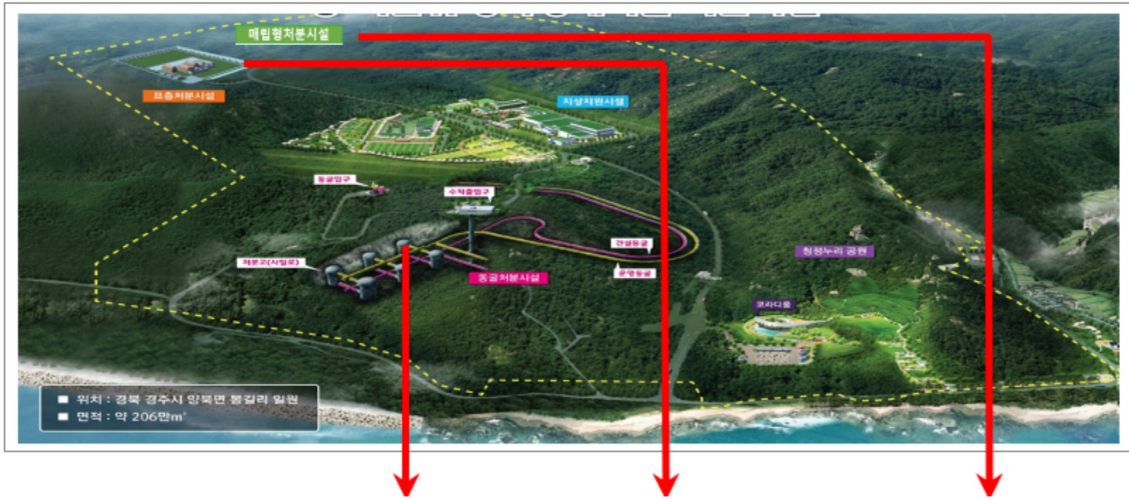 매립형처분시설
표층처분시설
지상지원시설
동굴입구
수직출입구
건설동굴
처분고(사일로)
동굴처분시설
운영동굴
청정누리 공원
코라디움
■ 위치 : 경북 경주시 양북면 봉길리 일원
■ 면적 : 약 206만m²